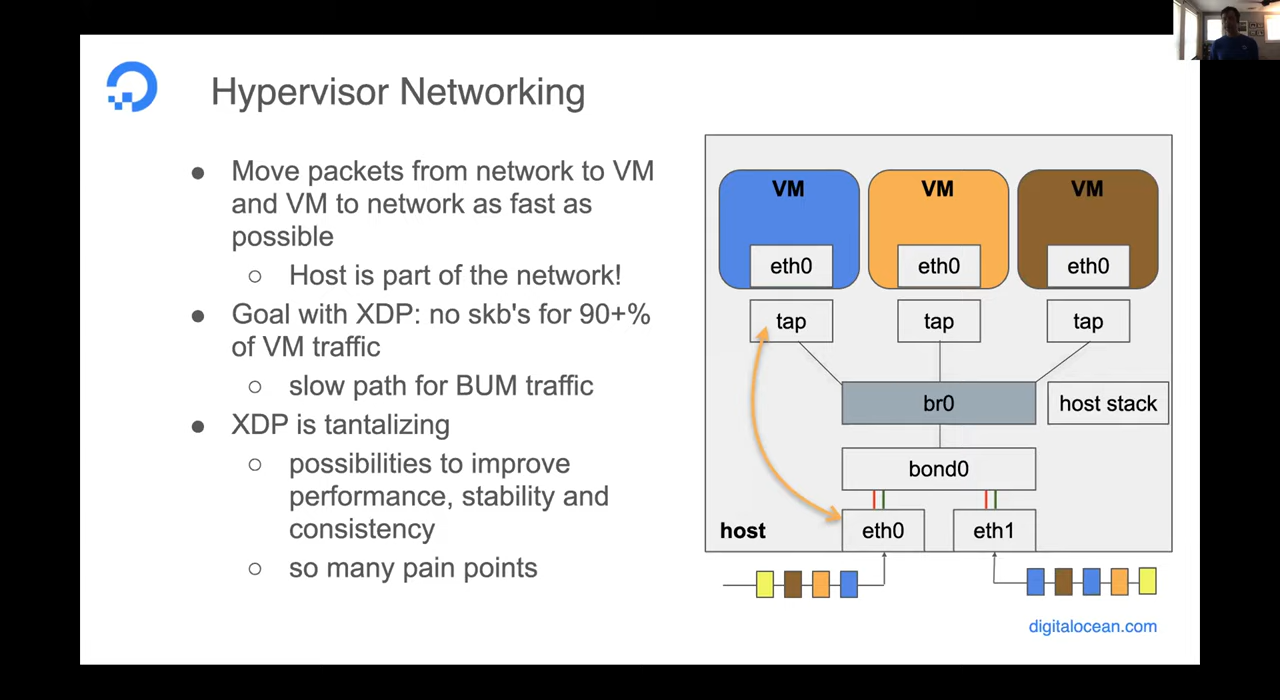 Hypervisor Networking
● Move packets from network to VM
and VM to network as fast as
possible
○ Host is part of the network!
● Goal with XDP: no skb's for 90+%
of VM traffic
○ slow path for BUM traffic
● XDP is tantalizing
○ possibilities to improve
performance, stability and
consistency
○ so many pain points
VM VM VM
eth0 eth0 eth0
tap tap tap
br0 host stack
bond0
host eth0 eth1
digitalocean.com